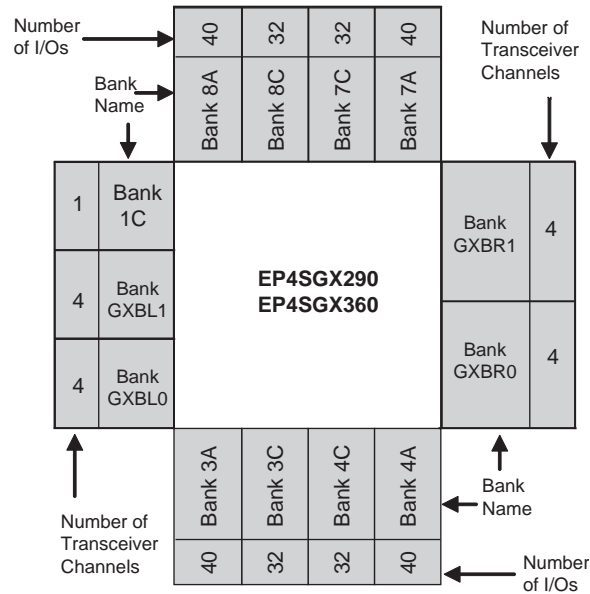 Number
of I/Os
40
32
32
40
Number of
Transceiver
Channels
Bank
Name
Bank 8A
Bank 8C
Bank 7C
Bank 7A
1
Bank
1C
4
Bank
GXBL1
4
Bank
GXBL0
EP4SGX290
EP4SGX360
Bank
GXBR1
4
Bank
GXBR0
4
Bank 3A
Bank 3C
Bank 4C
Bank 4A
Bank
Name
Number of
Transceiver
Channels
40
32
32
40
Number
of I/Os